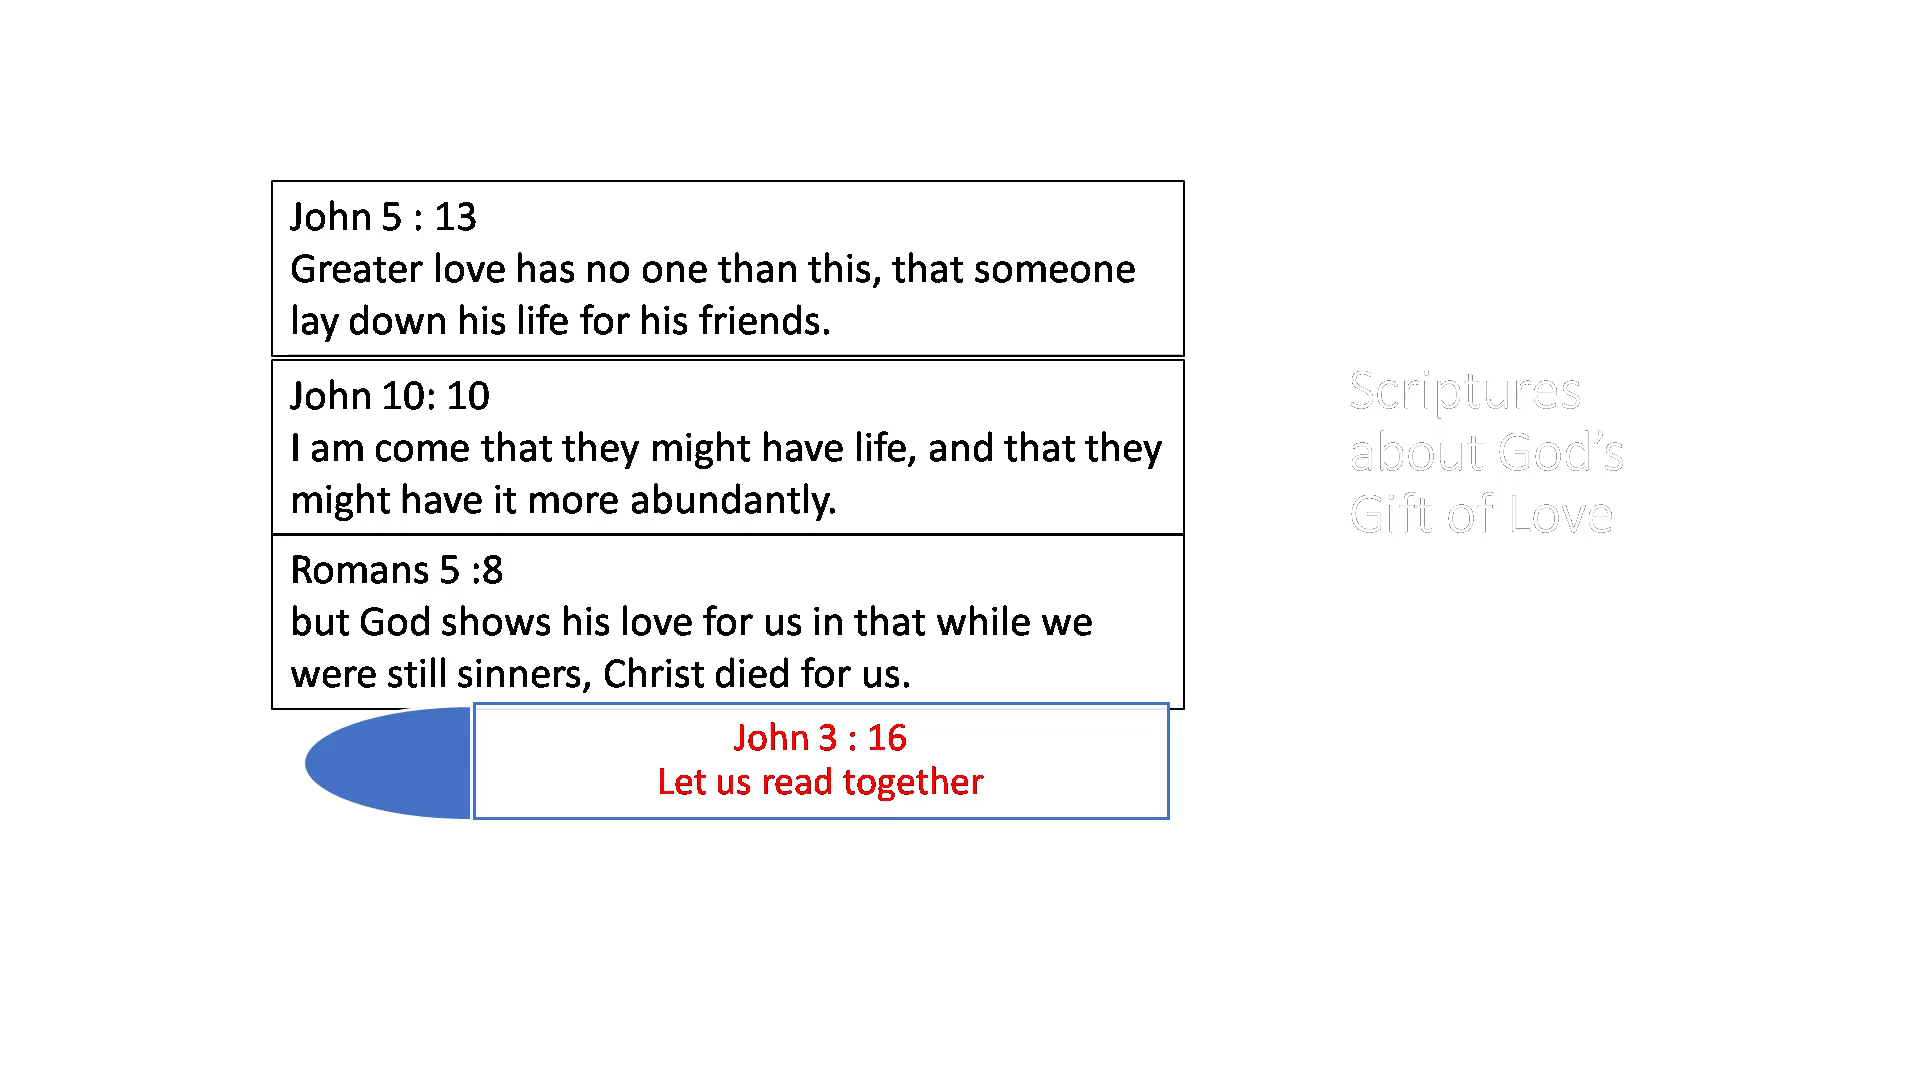 John 5 : 13
Greater love has no one than this, that someone
lay down his life for his friends.
John 10: 10
I am come that they might have life, and that they
might have it more abundantly.
Romans 5 :8
but God shows his love for us in that while we
were still sinners, Christ died for us.
John 3 : 16
Let us read together
Scriptures
about God’s
Gift of Love